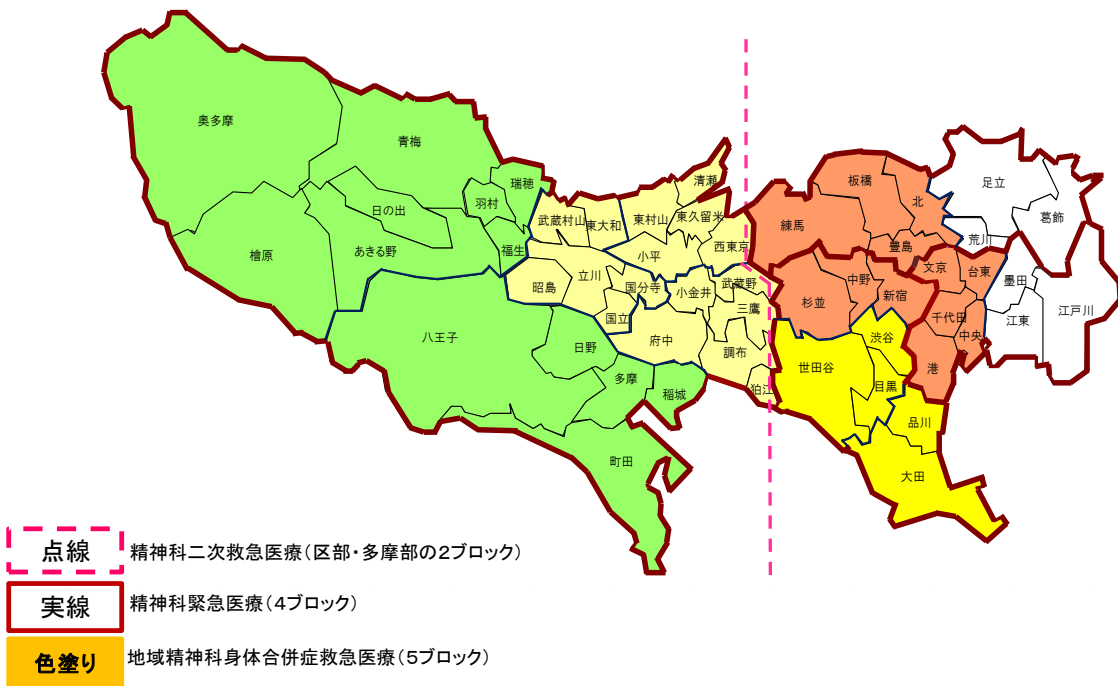 奥多摩
青梅
瑞穂
羽村
日の出
あきる野
福生
檜原
八王子
日野
多摩
稲城
町田
清瀬
武蔵村山
東大和
東村山
東久留米
西東京
小平
昭島
立川
国分寺
小金井
武蔵野
三鷹
国立
府中
調布
狛江
板橋
北
練馬
豊島
足立
葛飾
荒川
文京
台東
墨田
杉並
中野
新宿
千代田
中央
江東
江戸川
港
渋谷
世田谷
目黒
品川
大田
点線 精神科二次救急医療(区部・多摩部の2ブロック)
実線 精神科緊急医療(4ブロック)
色塗り 地域精神科身体合併症救急医療(5ブロック)